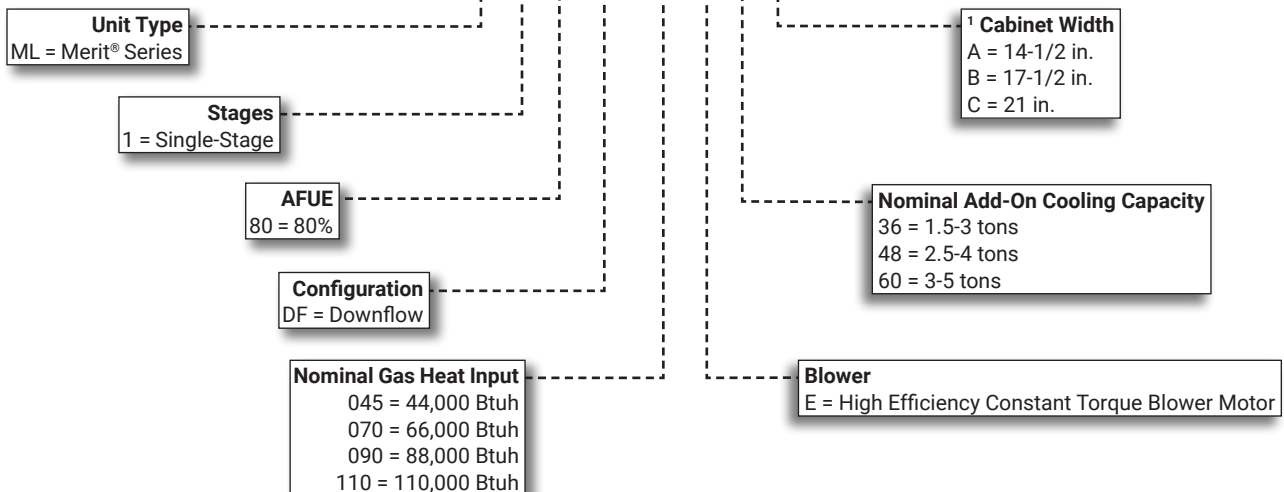 Unit Type
ML = Merit® Series
Stages
1 = Single-Stage
AFUE
80 = 80%
Configuration
DF = Downflow
Nominal Gas Heat Input
045 = 44,000 Btuh
070 = 66,000 Btuh
090 = 88,000 Btuh
110 = 110,000 Btuh
¹ Cabinet Width
A = 14-1/2 in.
B = 17-1/2 in.
C = 21 in.
Nominal Add-On Cooling Capacity
36 = 1.5-3 tons
48 = 2.5-4 tons
60 = 3-5 tons
Blower
E = High Efficiency Constant Torque Blower Motor